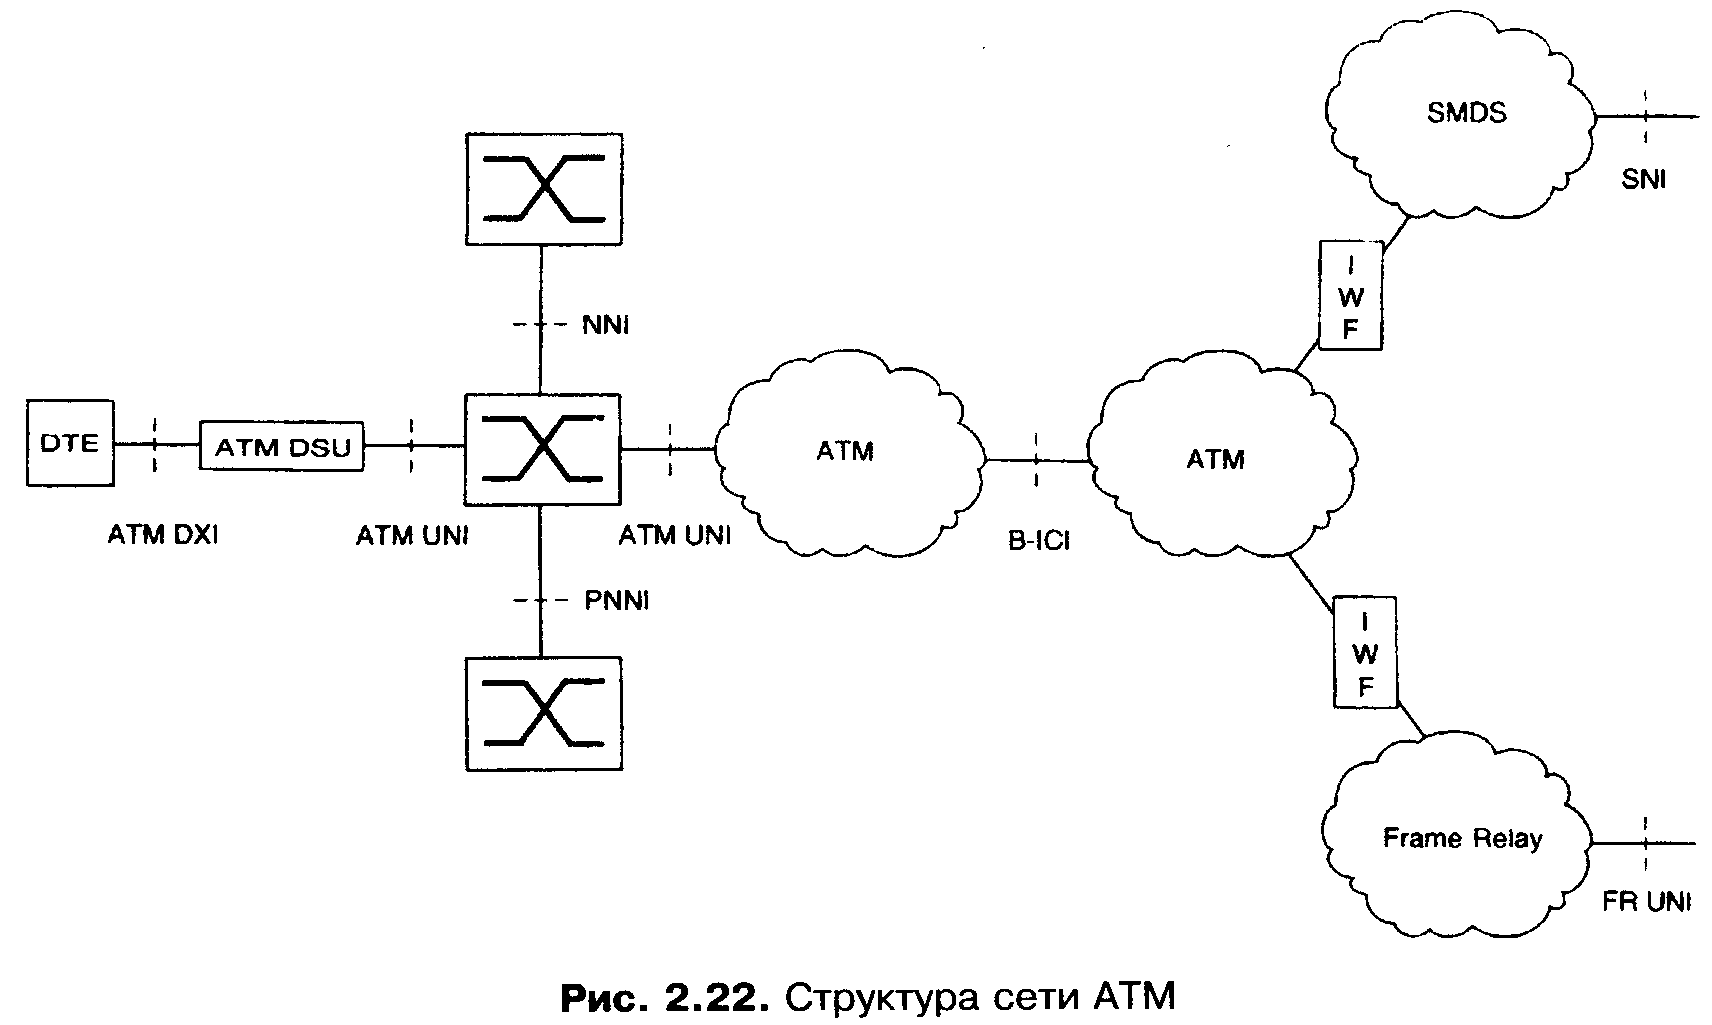 SMDS
SNI
I
W
F
NNI
DTE
ATM DSU
ATM
ATM
ATM DXI
ATM UNI
ATM UNI
B-ICI
PNNI
I
W
F
Frame Relay
FR UNI
Рис. 2.22. Структура сети ATM